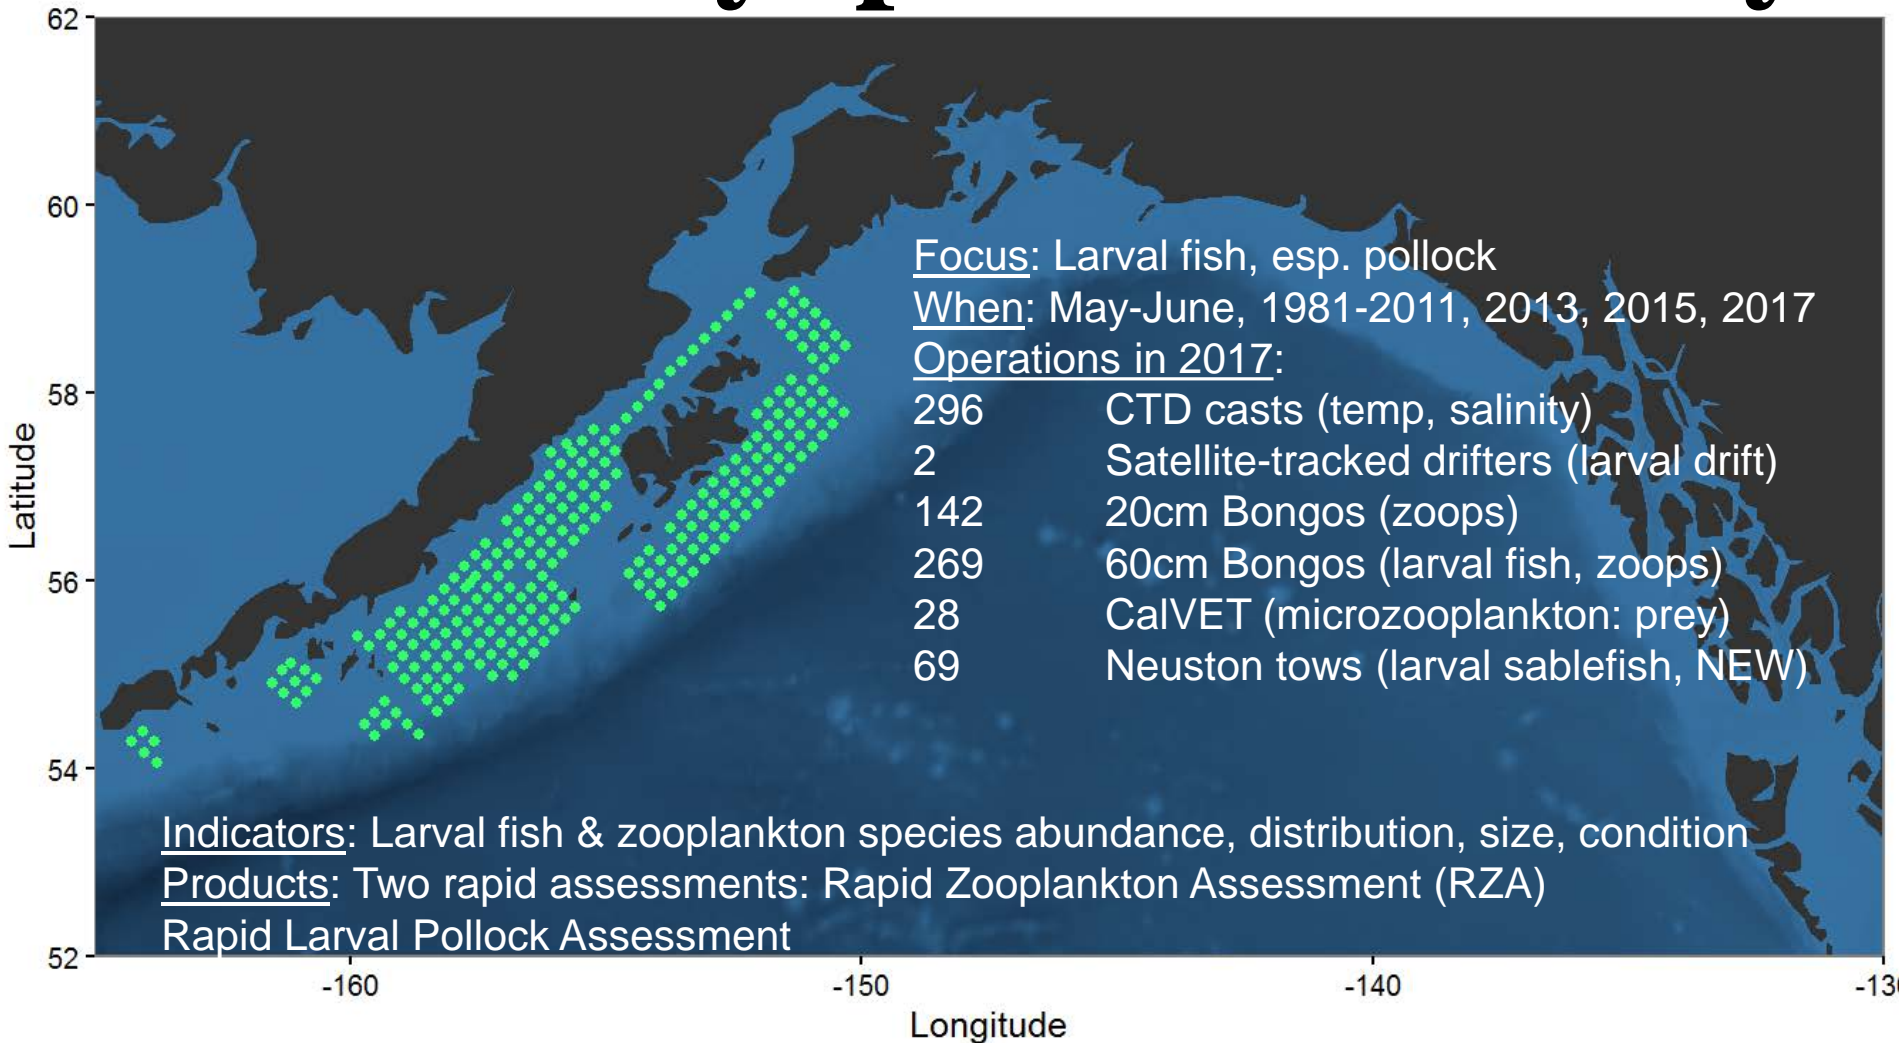 62
60
58
56
54
52
Latitude
Focus: Larval fish, esp. pollock
When: May-June, 1981-2011, 2013, 2015, 2017
Operations in 2017:
296 CTD casts (temp, salinity)
2 Satellite-tracked drifters (larval drift)
142 20cm Bongos (zoops)
269 60cm Bongos (larval fish, zoops)
28 CalVET (microzooplankton: prey)
69 Neuston tows (larval sablefish, NEW)
Indicators: Larval fish & zooplankton species abundance, distribution, size, condition
Products: Two rapid assessments: Rapid Zooplankton Assessment (RZA)
Rapid Larval Pollock Assessment
-160 -150 -140
Longitude